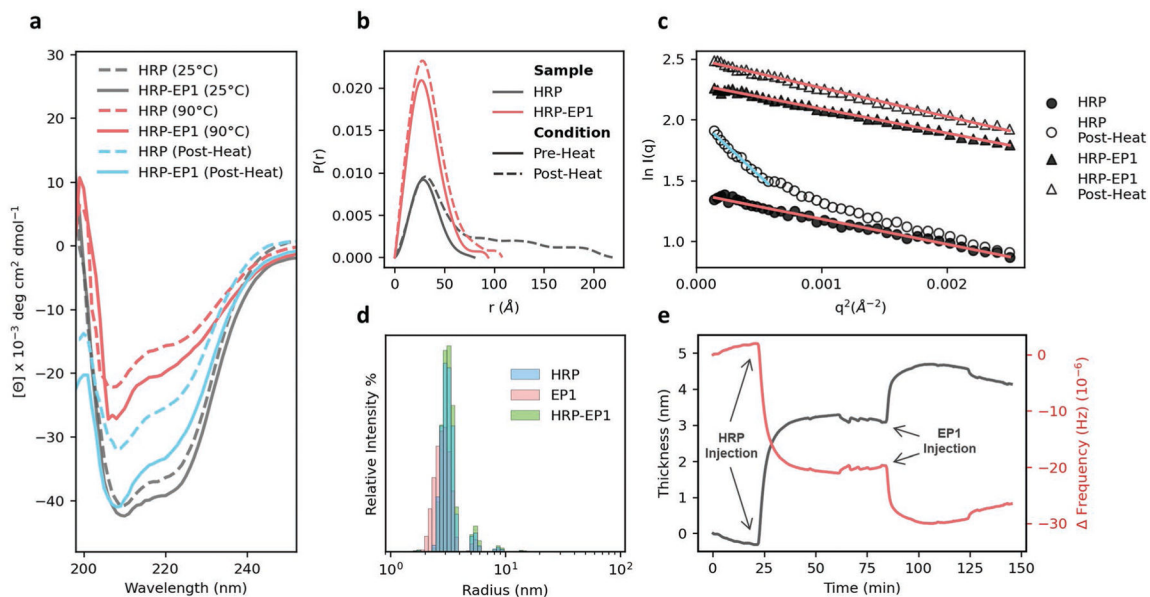 a
30
20
10
0
−10
−20
−30
−40
[Θ] x 10⁻³ deg cm² dmol⁻¹
HRP (25°C)
HRP-EP1 (25°C)
HRP (90°C)
HRP-EP1 (90°C)
HRP (Post-Heat)
HRP-EP1 (Post-Heat)
200
210
220
230
240
250
Wavelength (nm)
b
0.020
0.015
0.010
0.005
0.000
P(r)
Sample
HRP
HRP-EP1
Condition
Pre-Heat
Post-Heat
0
50
100
150
200
r (Å)
c
2.5
2.0
1.5
1.0
ln I(q)
0.000
0.001
0.002
q²(Å⁻²)
HRP
HRP
Post-Heat
HRP-EP1
HRP-EP1
Post-Heat
d
Relative Intensity %
HRP
EP1
HRP-EP1
10⁰
10¹
10²
Radius (nm)
e
5
4
3
2
1
0
Thickness (nm)
HRP
Injection
EP1
Injection
0
−10
−20
−30
Δ Frequency (Hz) (10⁻⁶)
0
25
50
75
100
125
150
Time (min)